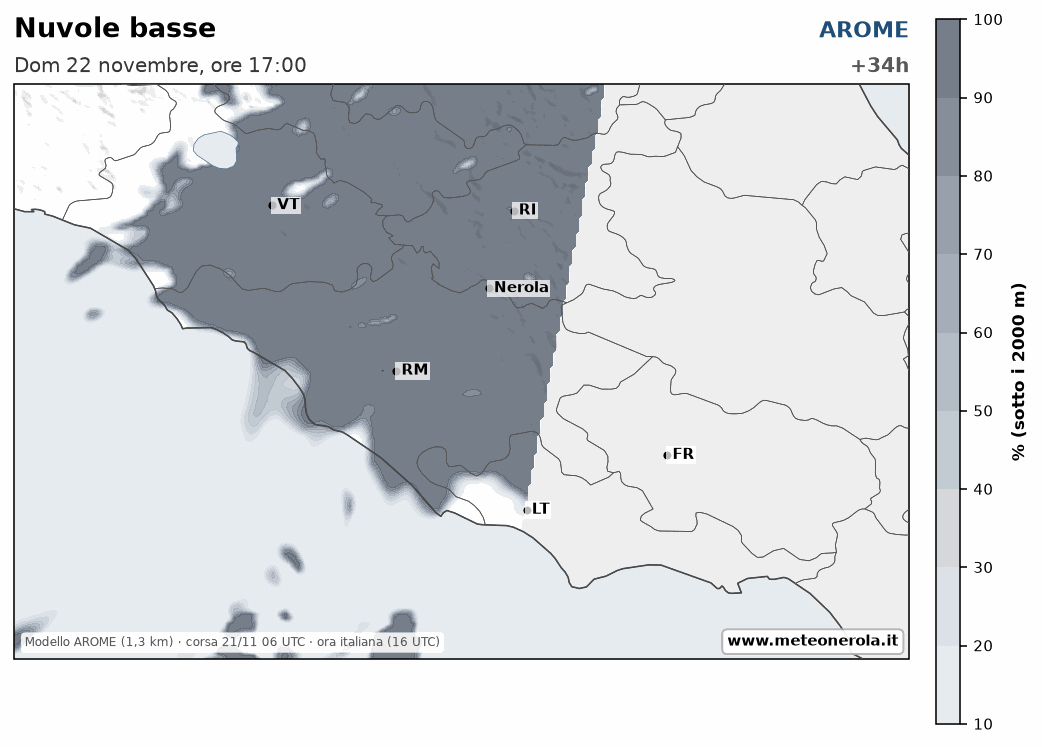 Nuvole basse
AROME
Dom 22 novembre, ore 17:00
+34h
VT
RI
Nerola
RM
FR
LT
Modello AROME (1,3 km) · corsa 21/11 06 UTC · ora italiana (16 UTC)
www.meteonerola.it
100
90
80
70
60
50
40
30
20
10
% (sotto i 2000 m)